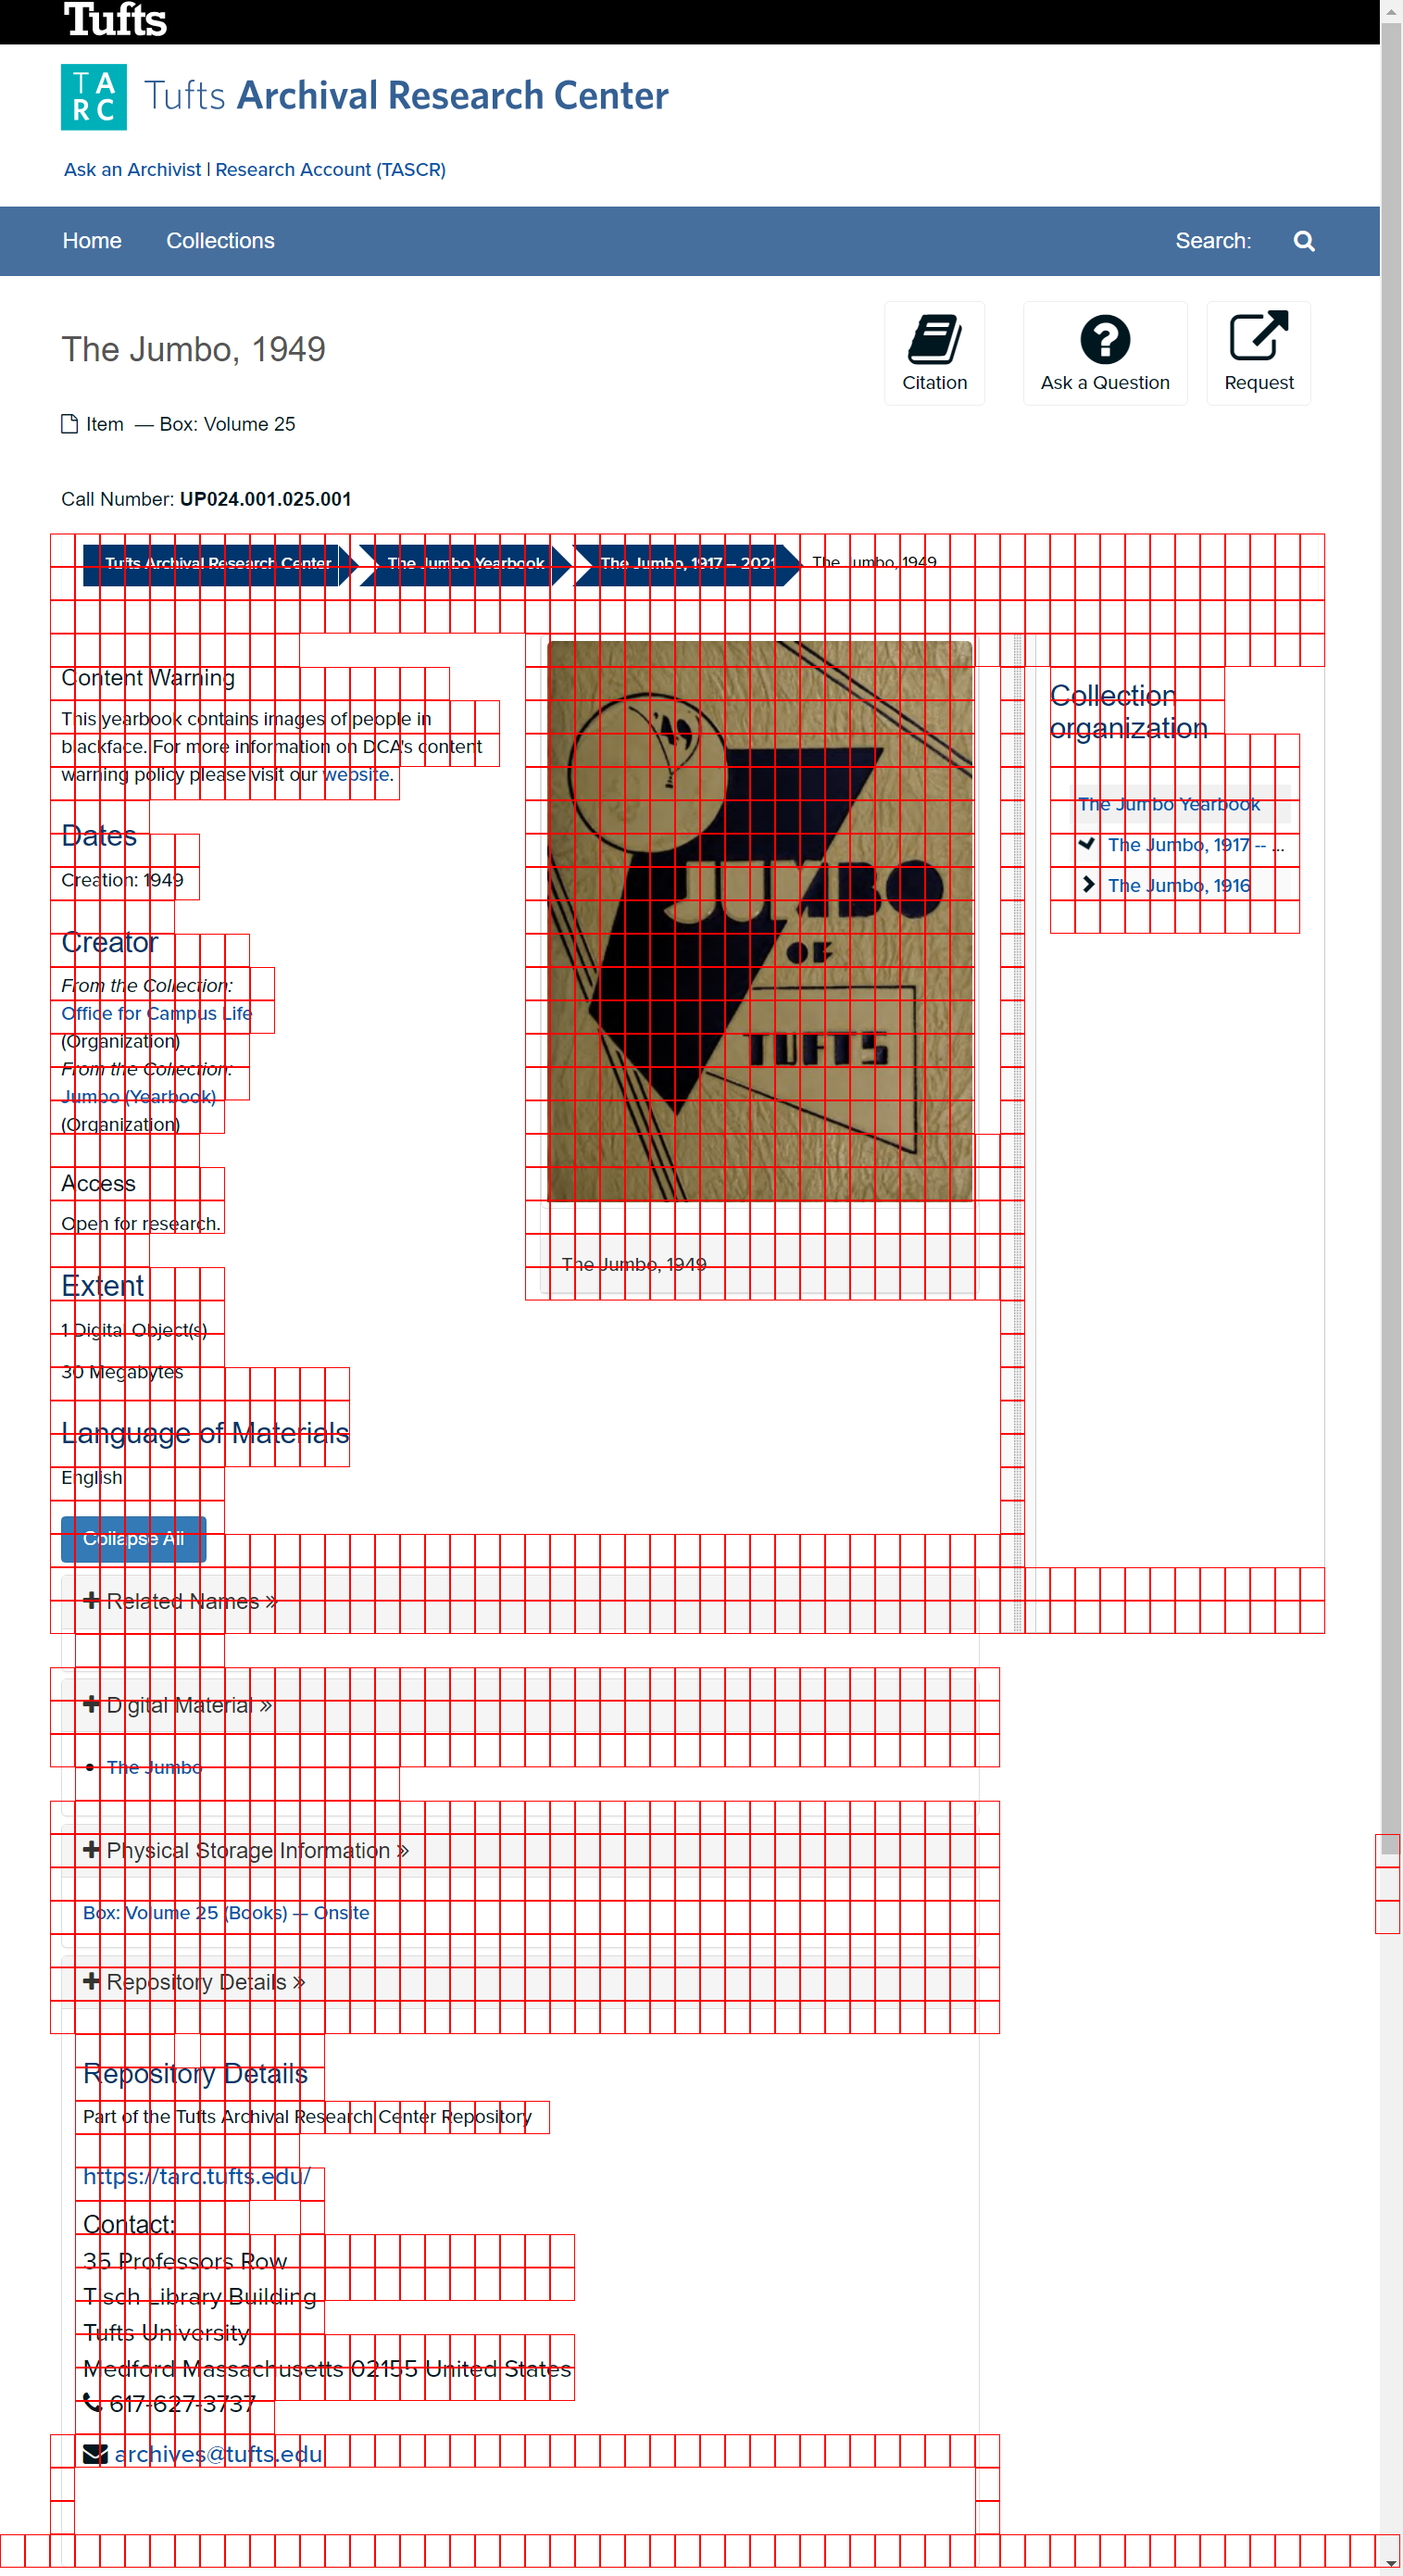 Tufts
TA
RC
Tufts Archival Research Center
Ask an Archivist | Research Account (TASCR)
Home Collections Search:
The Jumbo, 1949
Citation Ask a Question Request
Item — Box: Volume 25
Call Number: UP024.001.025.001
Tufts Archival Research Center The Jumbo Yearbook The Jumbo, 1917 – 2021 The Jumbo, 1949
Content Warning
This yearbook contains images of people in
blackface. For more information on DCA's content
warning policy please visit our website.
Dates
Creation: 1949
Creator
From the Collection:
Office for Campus Life
(Organization)
From the Collection:
Jumbo (Yearbook)
(Organization)
Access
Open for research.
Extent
1 Digital Object(s)
30 Megabytes
Language of Materials
English
'49
JUMBO
OF
TUFTS
The Jumbo, 1949
Collection
organization
The Jumbo Yearbook
The Jumbo, 1917 -- ...
The Jumbo, 1916
Collapse All
Related Names »
Digital Material »
• The Jumbo
Physical Storage Information »
Box: Volume 25 (Books) — Onsite
Repository Details »
Repository Details
Part of the Tufts Archival Research Center Repository
https://tarc.tufts.edu/
Contact:
35 Professors Row
Tisch Library Building
Tufts University
Medford Massachusetts 02155 United States
617-627-3737
archives@tufts.edu